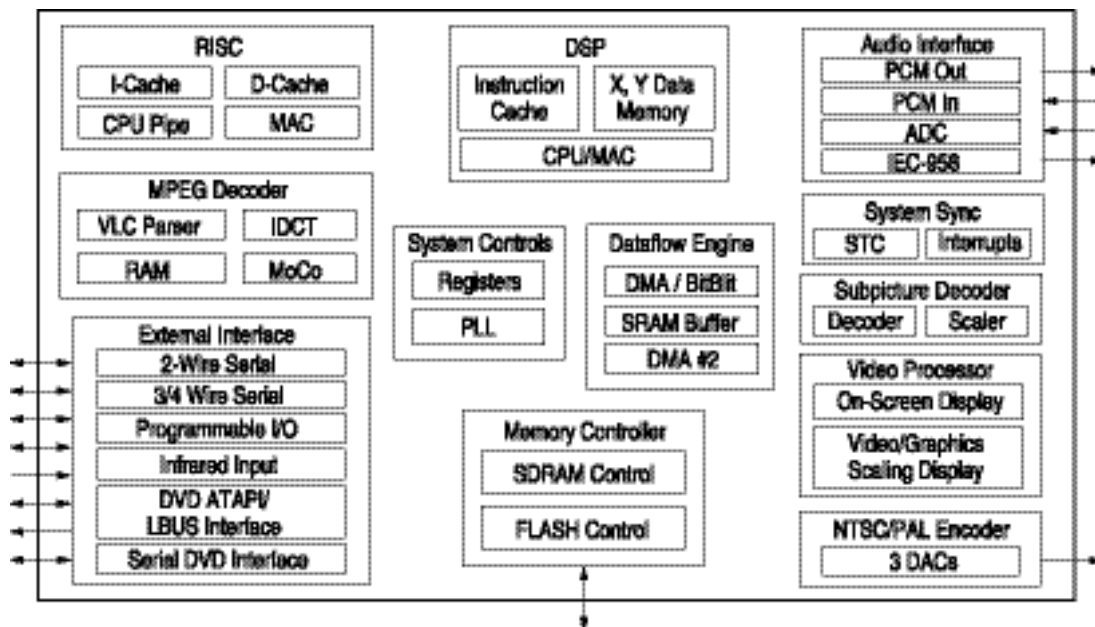 RISC
I-Cache
D-Cache
CPU Pipe
MAC
MPEG Decoder
VLC Parser
IDCT
RAM
MoCo
External Interface
2-Wire Serial
3/4 Wire Serial
Programmable I/O
Infrared Input
DVD ATAPI/
LBUS Interface
Serial DVD Interface
DSP
Instruction
Cache
X, Y Data
Memory
CPU/MAC
System Controls
Registers
PLL
Dataflow Engine
DMA / BitBlit
SRAM Buffer
DMA #2
Memory Controller
SDRAM Control
FLASH Control
Audio Interface
PCM Out
PCM In
ADC
IEC-958
System Sync
STC
Interrupts
Subpicture Decoder
Decoder
Scaler
Video Processor
On-Screen Display
Video/Graphics
Scaling Display
NTSC/PAL Encoder
3 DACs